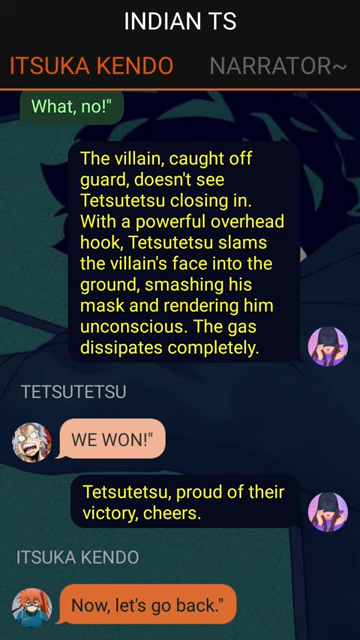 INDIAN TS
ITSUKA KENDO NARRATOR~
What, no!"
The villain, caught off
guard, doesn't see
Tetsutetsu closing in.
With a powerful overhead
hook, Tetsutetsu slams
the villain's face into the
ground, smashing his
mask and rendering him
unconscious. The gas
dissipates completely.
TETSUTETSU
WE WON!"
Tetsutetsu, proud of their
victory, cheers.
ITSUKA KENDO
Now, let's go back."